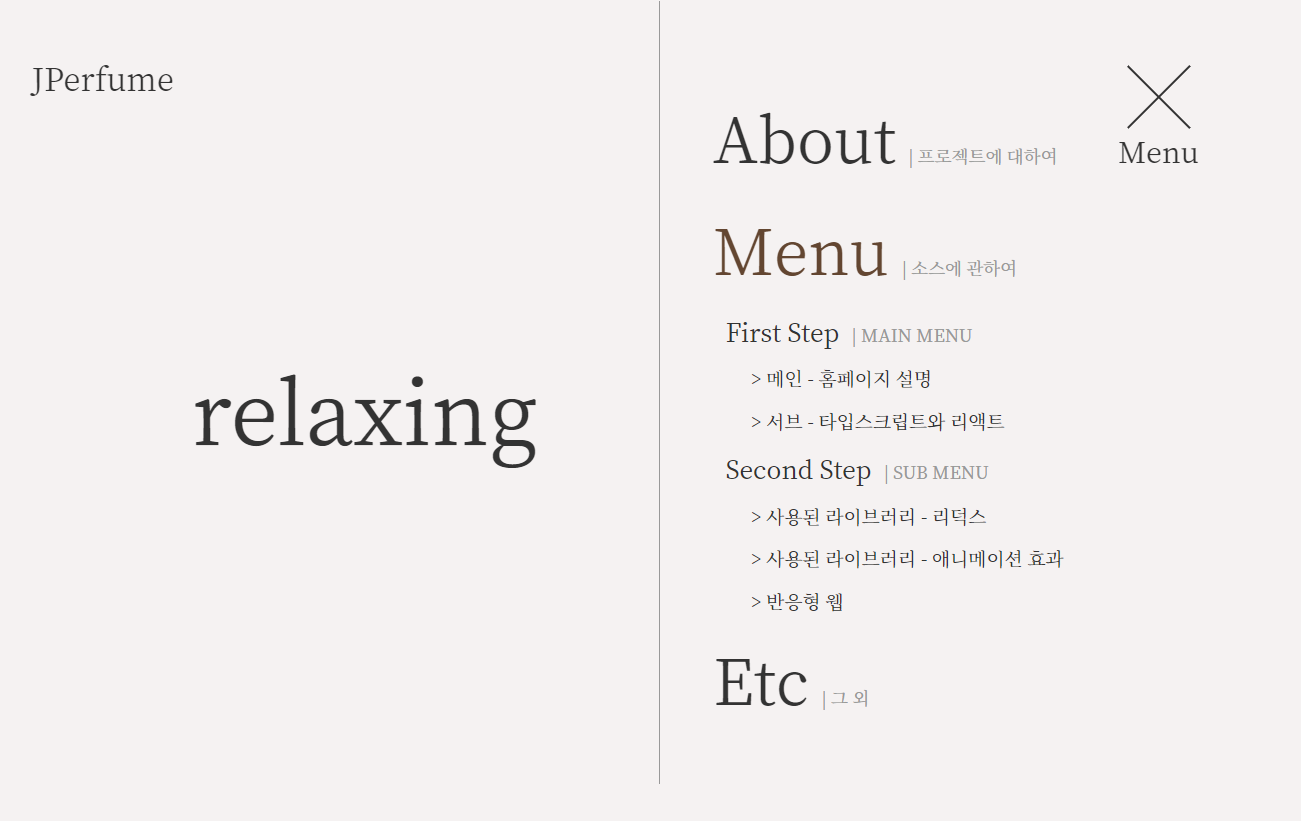 JPerfume
relaxing
Menu
About | 프로젝트에 대하여
Menu | 소스에 관하여
First Step | MAIN MENU
> 메인 - 홈페이지 설명
> 서브 - 타입스크립트와 리액트
Second Step | SUB MENU
> 사용된 라이브러리 - 리덕스
> 사용된 라이브러리 - 애니메이션 효과
> 반응형 웹
Etc | 그 외